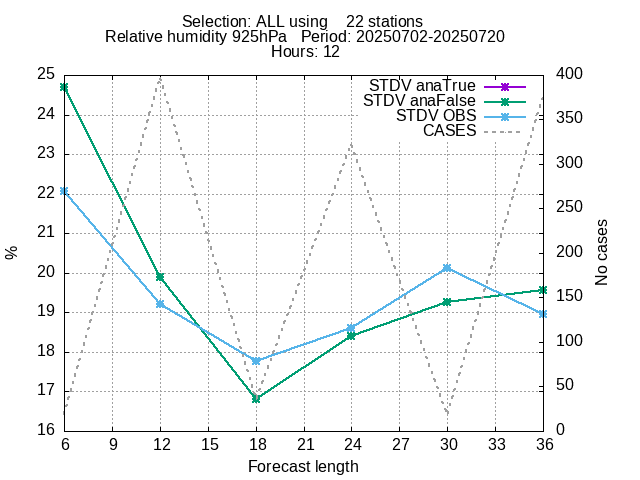 Selection: ALL using    22 stations
Relative humidity 925hPa   Period: 20250702-20250720
Hours: 12
25 400
STDV anaTrue
STDV anaFalse
STDV OBS
CASES
24 350
23 300
22 250
21 200
20 150
19 100
18 50
17 0
16
%
No cases
6 9 12 15 18 21 24 27 30 33 36
Forecast length